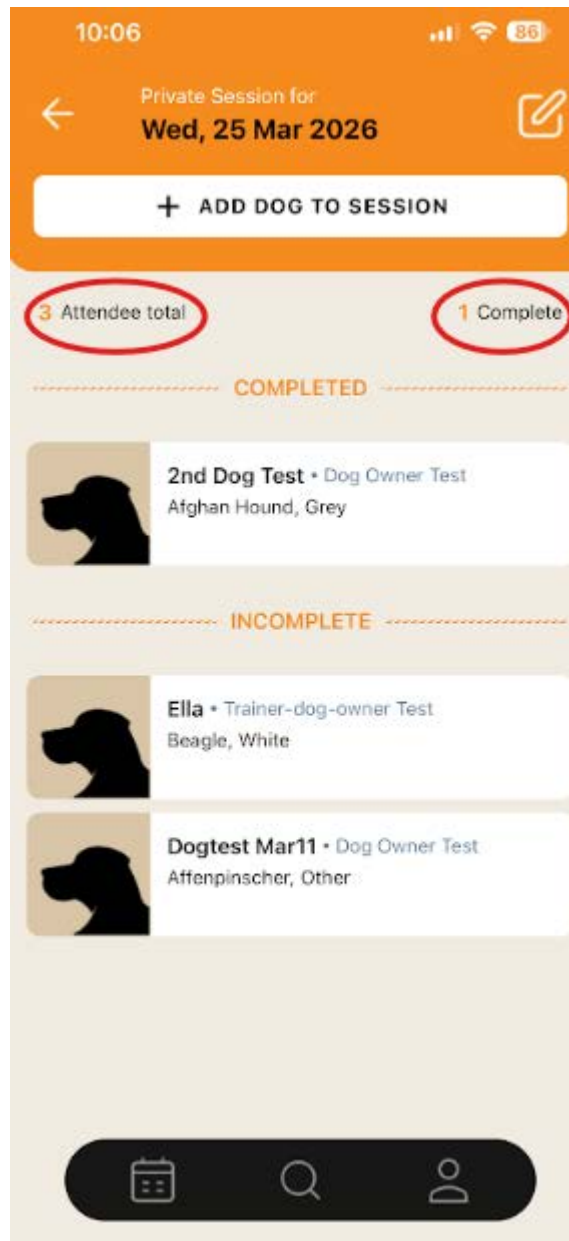 10:06
86
Private Session for
Wed, 25 Mar 2026
+ ADD DOG TO SESSION
3 Attendee total
1 Complete
COMPLETED
2nd Dog Test • Dog Owner Test
Afghan Hound, Grey
INCOMPLETE
Ella • Trainer-dog-owner Test
Beagle, White
Dogtest Mar11 • Dog Owner Test
Affenpinscher, Other